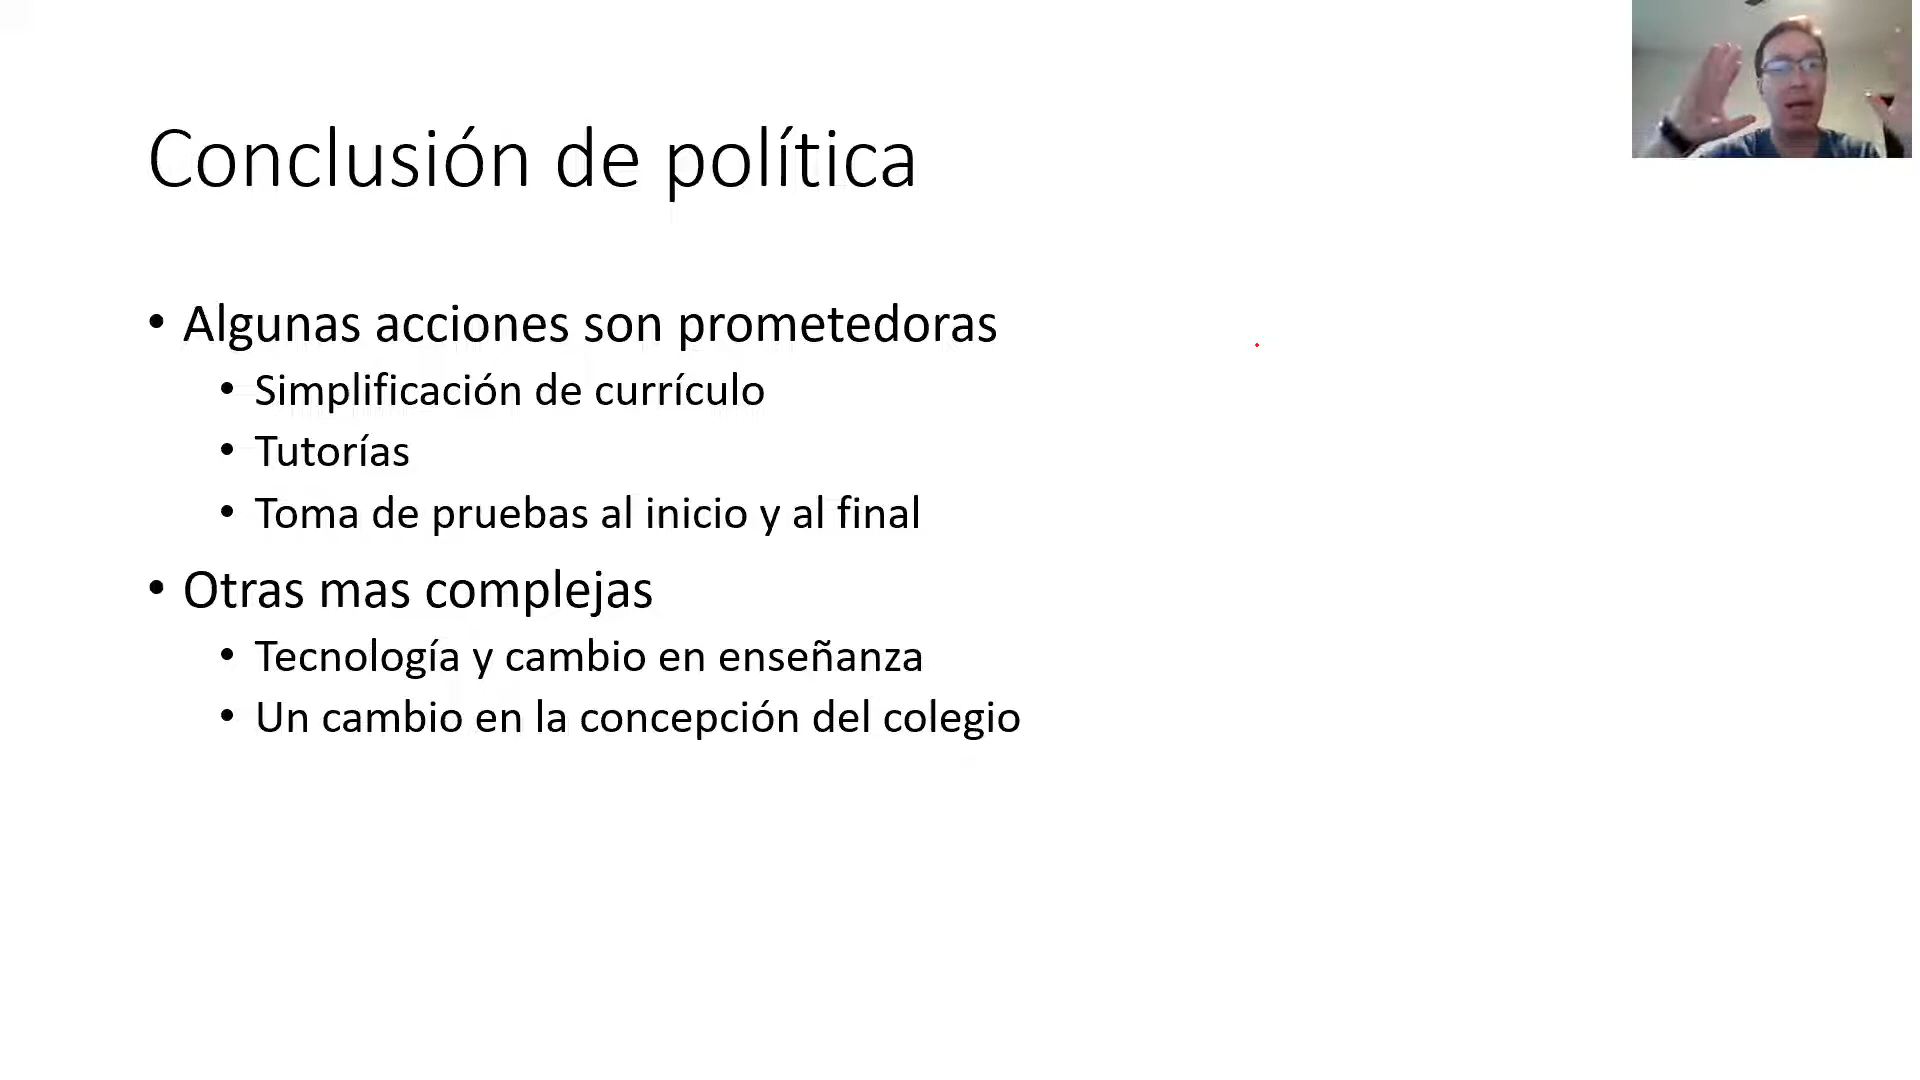 Conclusión de política
• Algunas acciones son prometedoras
• Simplificación de currículo
• Tutorías
• Toma de pruebas al inicio y al final
• Otras mas complejas
• Tecnología y cambio en enseñanza
• Un cambio en la concepción del colegio